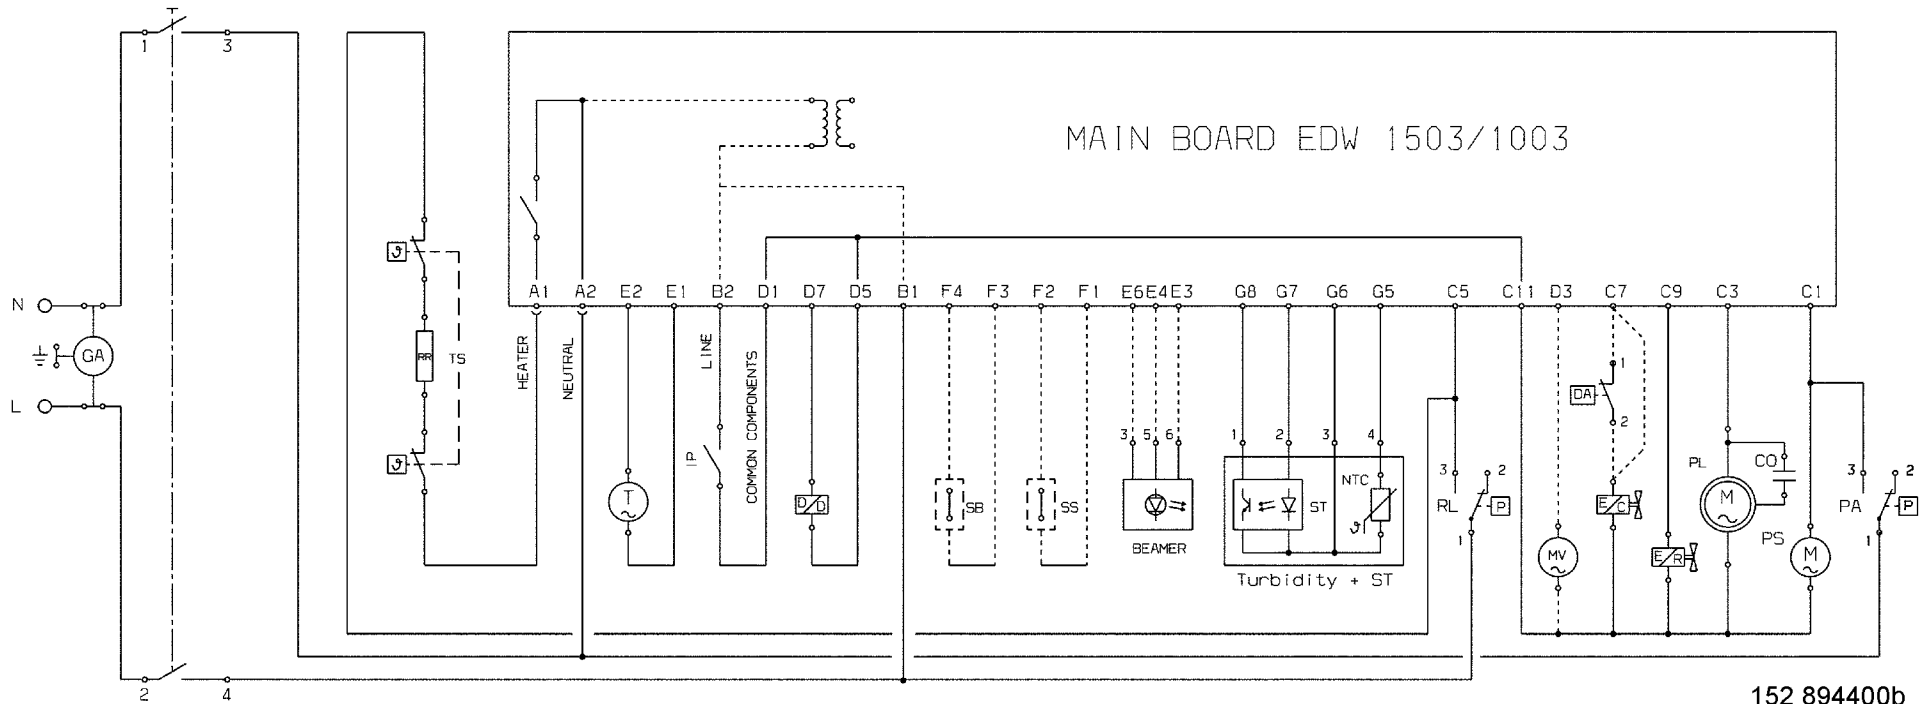 1 3
MAIN BOARD EDW 1503/1003
ϑ
N A1 A2 E2 E1 B2 D1 D7 D5 B1 F4 F3 F2 F1 E6 E4 E3 G8 G7 G6 G5 C5 C11 D3 C7 C9 C3 C1
GA
RR TS
HEATER
NEUTRAL
LINE
COMMON COMPONENTS
1
DA
2
L
3 5 6 1 2 3 4
ϑ
IP
3 2
PL CO
3 2
T
D D
SB
SS
NTC
ST
ϑ
RL P
E C
M
PA P
BEAMER
1
MV
E R
PS
M
1
Turbidity + ST
2 4
152 894400b